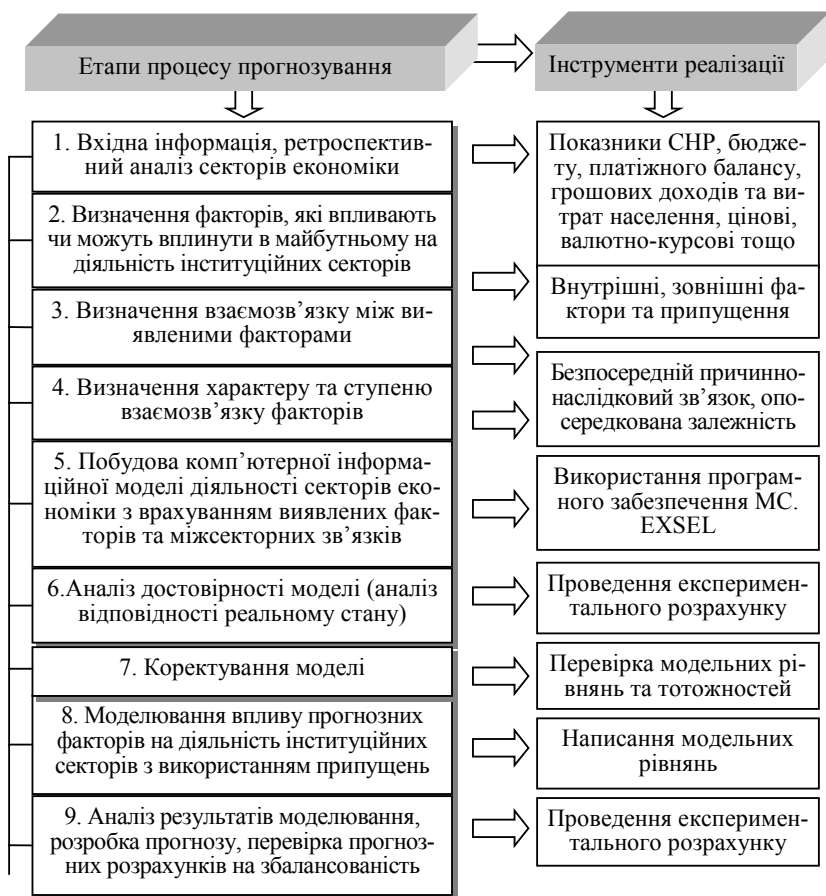 Етапи процесу прогнозування
Інструменти реалізації
1. Вхідна інформація, ретроспектив-
ний аналіз секторів економіки
2. Визначення факторів, які впливають
чи можуть вплинути в майбутньому на
діяльність інституційних секторів
3. Визначення взаємозв’язку між ви-
явленими факторами
4. Визначення характеру та ступеню
взаємозв’язку факторів
5. Побудова комп’ютерної інформа-
ційної моделі діяльності секторів еко-
номіки з врахуванням виявлених фак-
торів та міжсекторних зв’язків
6.Аналіз достовірності моделі (аналіз
відповідності реальному стану)
7. Коректування моделі
8. Моделювання впливу прогнозних
факторів на діяльність інституційних
секторів з використанням припущень
9. Аналіз результатів моделювання,
розробка прогнозу, перевірка прогноз-
них розрахунків на збалансованість
Показники СНР, бюдже-
ту, платіжного балансу,
грошових доходів та ви-
трат населення, цінові,
валютно-курсові тощо
Внутрішні, зовнішні фа-
ктори та припущення
Безпосередній причинно-
наслідковий зв’язок, опо-
середкована залежність
Використання програм-
ного забезпечення МС.
EXSEL
Проведення експеримен-
тального розрахунку
Перевірка модельних рі-
внянь та тотожностей
Написання модельних
рівнянь
Проведення експеримен-
тального розрахунку